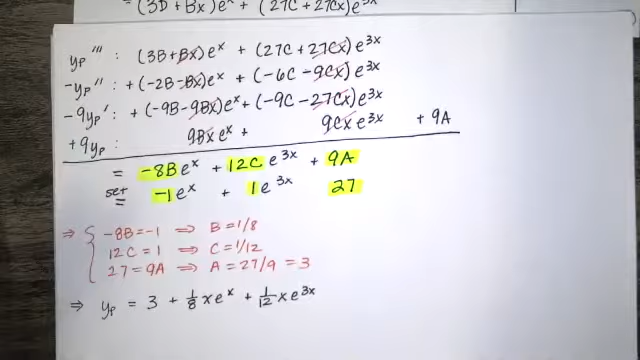 = (3B + Bx)eˣ + (27C + 27Cx)e³ˣ
yₚ''' : (3B + Bx)eˣ + (27C + 27Cx)e³ˣ
-yₚ'' : + (-2B - Bx)eˣ + (-6C - 9Cx)e³ˣ
-9yₚ' : + (-9B - 9Bx)eˣ + (-9C - 27Cx)e³ˣ
+9yₚ : 9Bxeˣ + 9Cxe³ˣ + 9A
= -8Beˣ + 12Ce³ˣ + 9A
set = -1eˣ + 1e³ˣ 27
⇒ { -8B = -1 ⇒ B = 1/8
12C = 1 ⇒ C = 1/12
27 = 9A ⇒ A = 27/9 = 3
⇒ yₚ = 3 + 1/8 xeˣ + 1/12 xe³ˣ